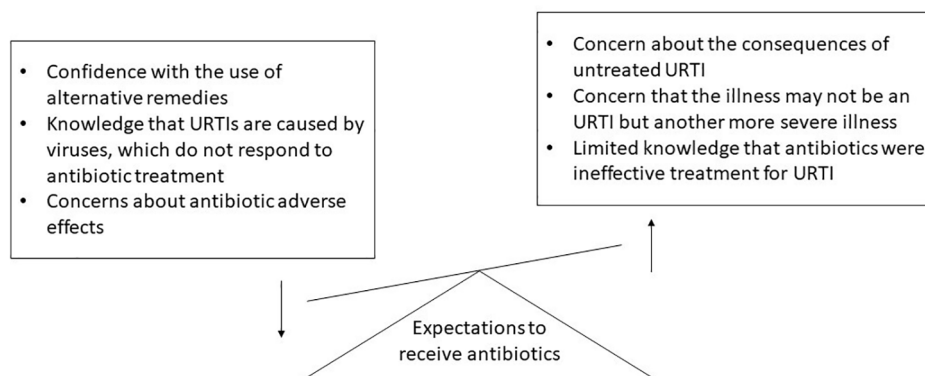 • Confidence with the use of
alternative remedies
• Knowledge that URTIs are caused by
viruses, which do not respond to
antibiotic treatment
• Concerns about antibiotic adverse
effects
• Concern about the consequences of
untreated URTI
• Concern that the illness may not be an
URTI but another more severe illness
• Limited knowledge that antibiotics were
ineffective treatment for URTI
Expectations to
receive antibiotics